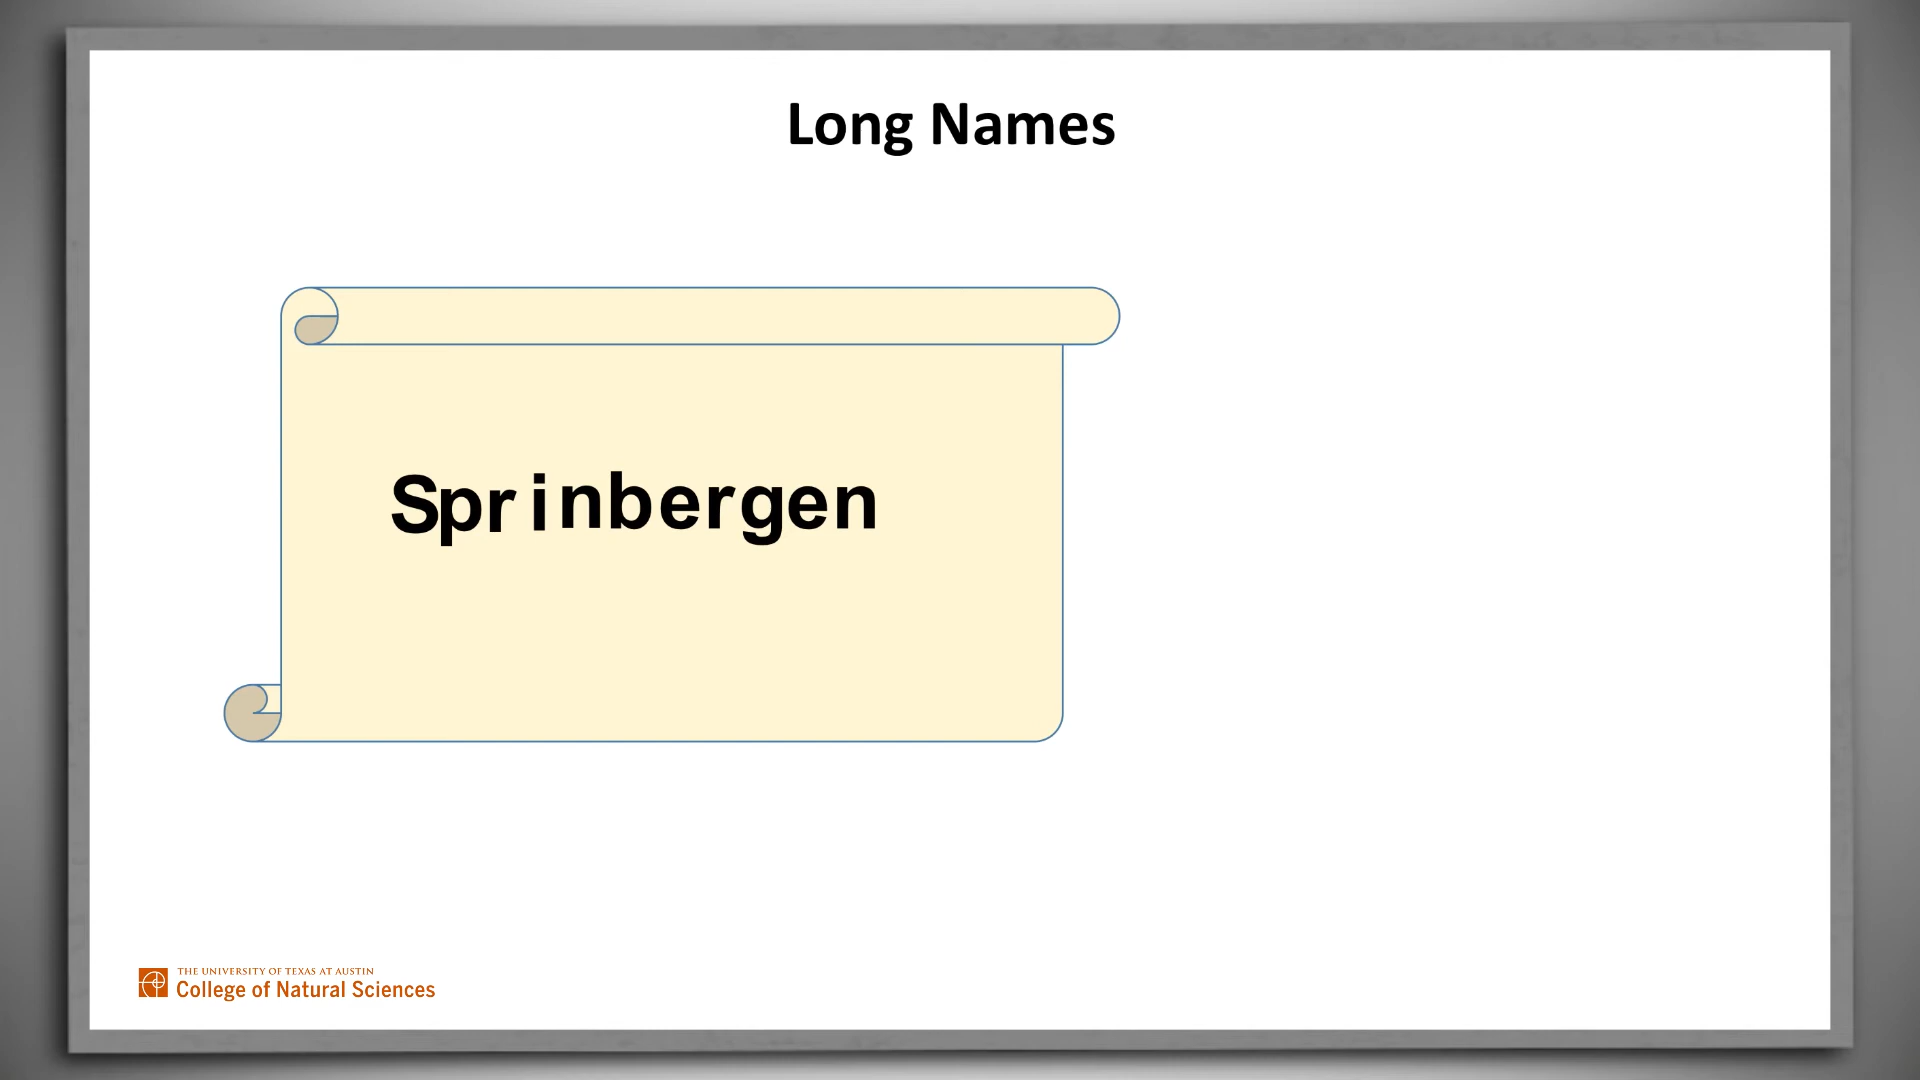 Long Names
Sprinbergen
THE UNIVERSITY OF TEXAS AT AUSTIN
College of Natural Sciences